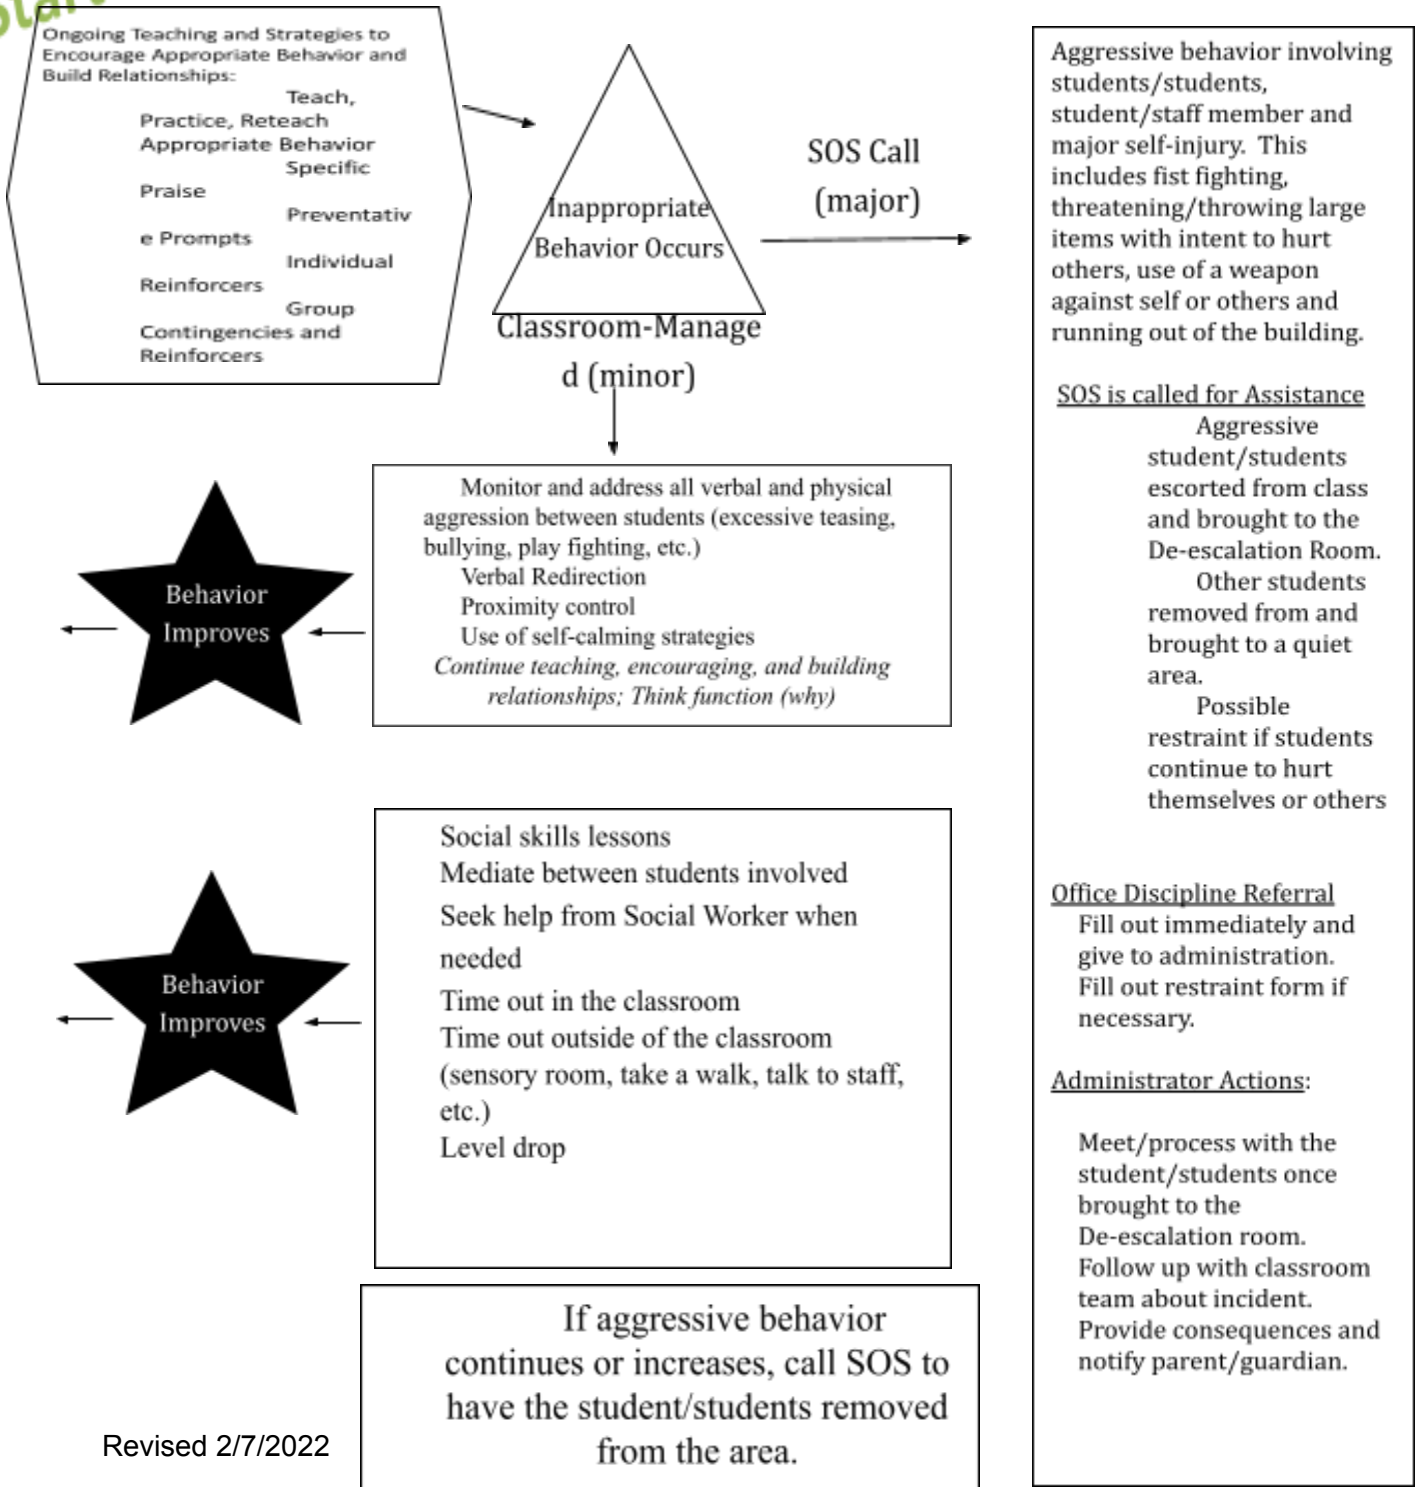 Start
Ongoing Teaching and Strategies to
Encourage Appropriate Behavior and
Build Relationships:
Teach,
Practice, Reteach
Appropriate Behavior
Specific
Praise
Preventativ
e Prompts
Individual
Reinforcers
Group
Contingencies and
Reinforcers
Inappropriate
Behavior Occurs
SOS Call
(major)
Classroom-Manage
d (minor)
Monitor and address all verbal and physical
aggression between students (excessive teasing,
bullying, play fighting, etc.)
Verbal Redirection
Proximity control
Use of self-calming strategies
Continue teaching, encouraging, and building
relationships; Think function (why)
Behavior
Improves
Social skills lessons
Mediate between students involved
Seek help from Social Worker when
needed
Time out in the classroom
Time out outside of the classroom
(sensory room, take a walk, talk to staff,
etc.)
Level drop
Behavior
Improves
If aggressive behavior
continues or increases, call SOS to
have the student/students removed
from the area.
Revised 2/7/2022
Aggressive behavior involving
students/students,
student/staff member and
major self-injury.  This
includes fist fighting,
threatening/throwing large
items with intent to hurt
others, use of a weapon
against self or others and
running out of the building.
SOS is called for Assistance
Aggressive
student/students
escorted from class
and brought to the
De-escalation Room.
Other students
removed from and
brought to a quiet
area.
Possible
restraint if students
continue to hurt
themselves or others
Office Discipline Referral
Fill out immediately and
give to administration.
Fill out restraint form if
necessary.
Administrator Actions:
Meet/process with the
student/students once
brought to the
De-escalation room.
Follow up with classroom
team about incident.
Provide consequences and
notify parent/guardian.